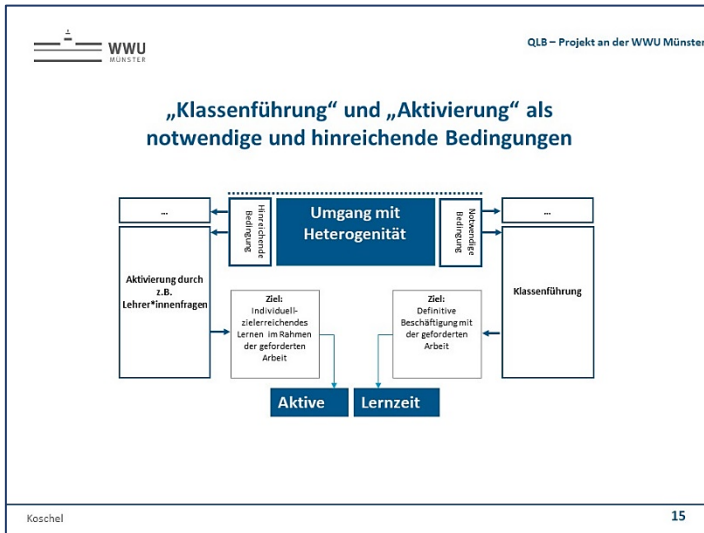 WWU
MÜNSTER
QLB – Projekt an der WWU Münster
„Klassenführung“ und „Aktivierung“ als
notwendige und hinreichende Bedingungen
...
Hinreichende
Bedingung
Umgang mit
Heterogenität
Notwendige
Bedingung
...
Aktivierung durch
z.B.
Lehrer*innenfragen
Klassenführung
Ziel:
Individuell-
zielerreichendes
Lernen im Rahmen
der geforderten
Arbeit
Ziel:
Definitive
Beschäftigung mit
der geforderten
Arbeit
Aktive
Lernzeit
Koschel
15